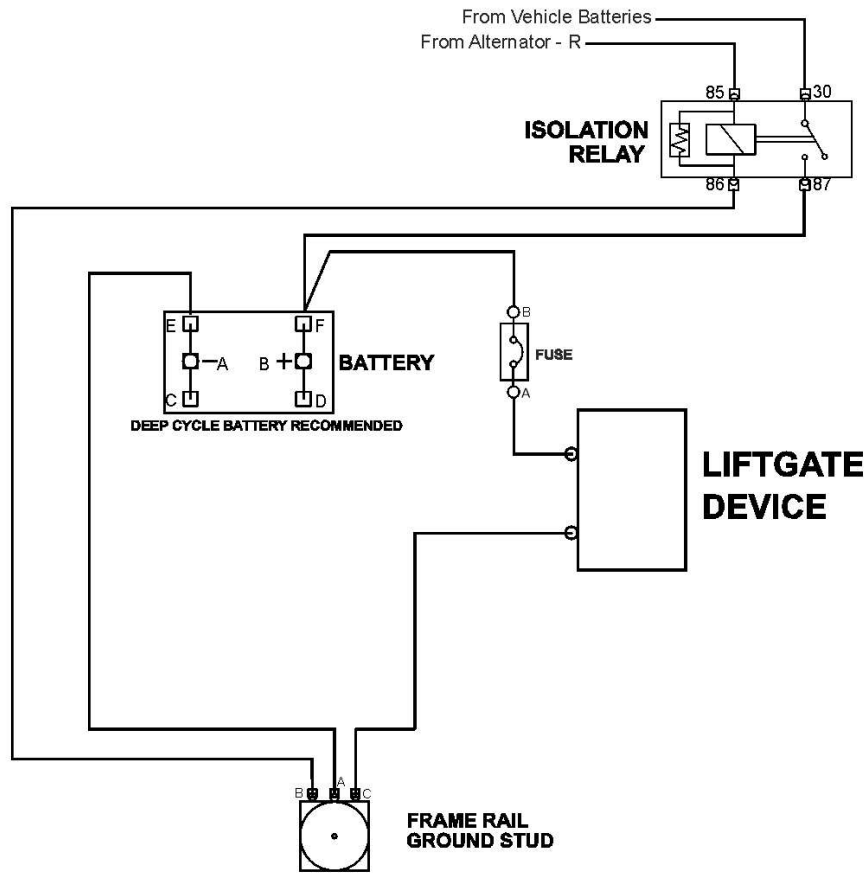 From Vehicle Batteries
From Alternator - R
85
30
ISOLATION
RELAY
86
87
E
F
B
−A
B +
BATTERY
FUSE
C
D
A
DEEP CYCLE BATTERY RECOMMENDED
LIFTGATE
DEVICE
A
B
C
FRAME RAIL
GROUND STUD